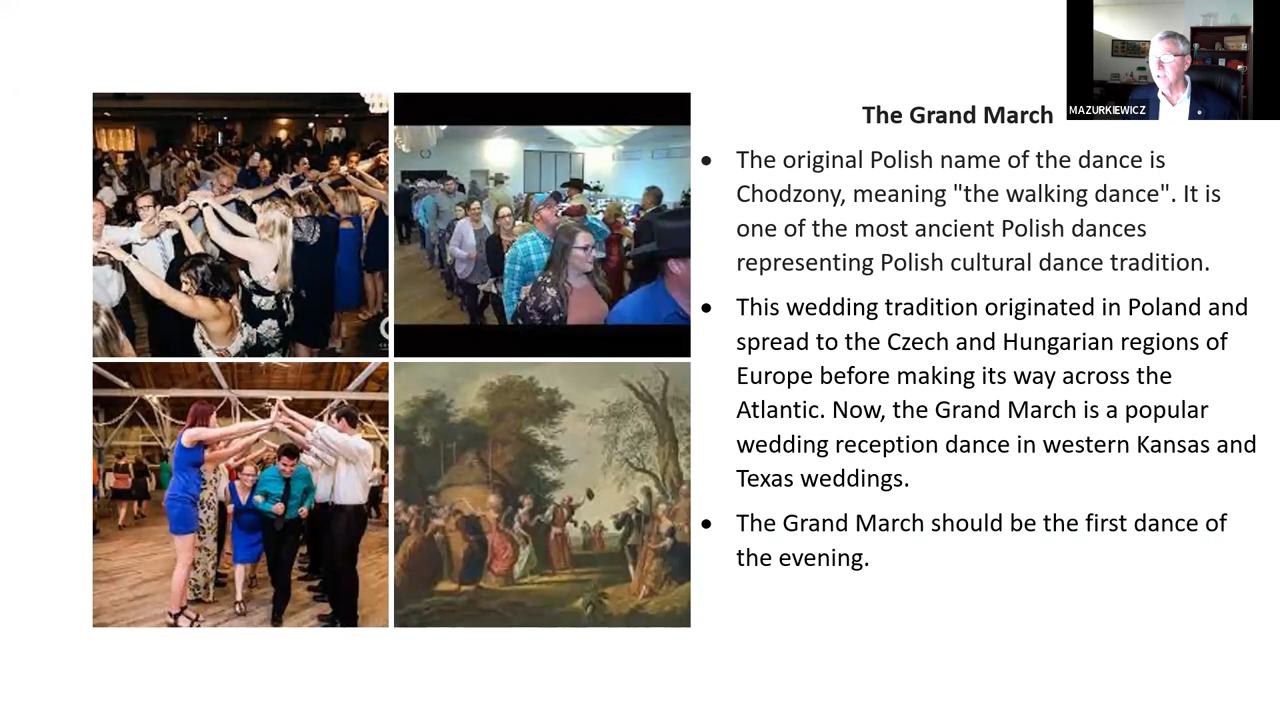 MAZURKIEWICZ
The Grand March
The original Polish name of the dance is
Chodzony, meaning "the walking dance". It is
one of the most ancient Polish dances
representing Polish cultural dance tradition.
This wedding tradition originated in Poland and
spread to the Czech and Hungarian regions of
Europe before making its way across the
Atlantic. Now, the Grand March is a popular
wedding reception dance in western Kansas and
Texas weddings.
The Grand March should be the first dance of
the evening.